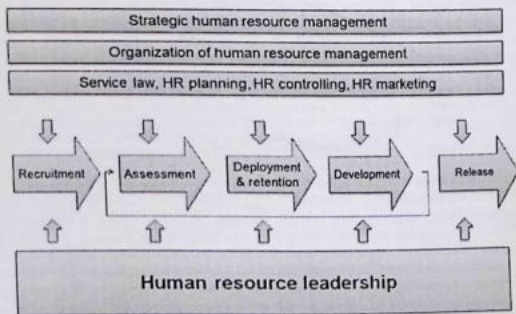 Strategic human resource management
Organization of human resource management
Service law, HR planning, HR controlling, HR marketing
Recruitment
Assessment
Deployment
& retention
Development
Release
Human resource leadership